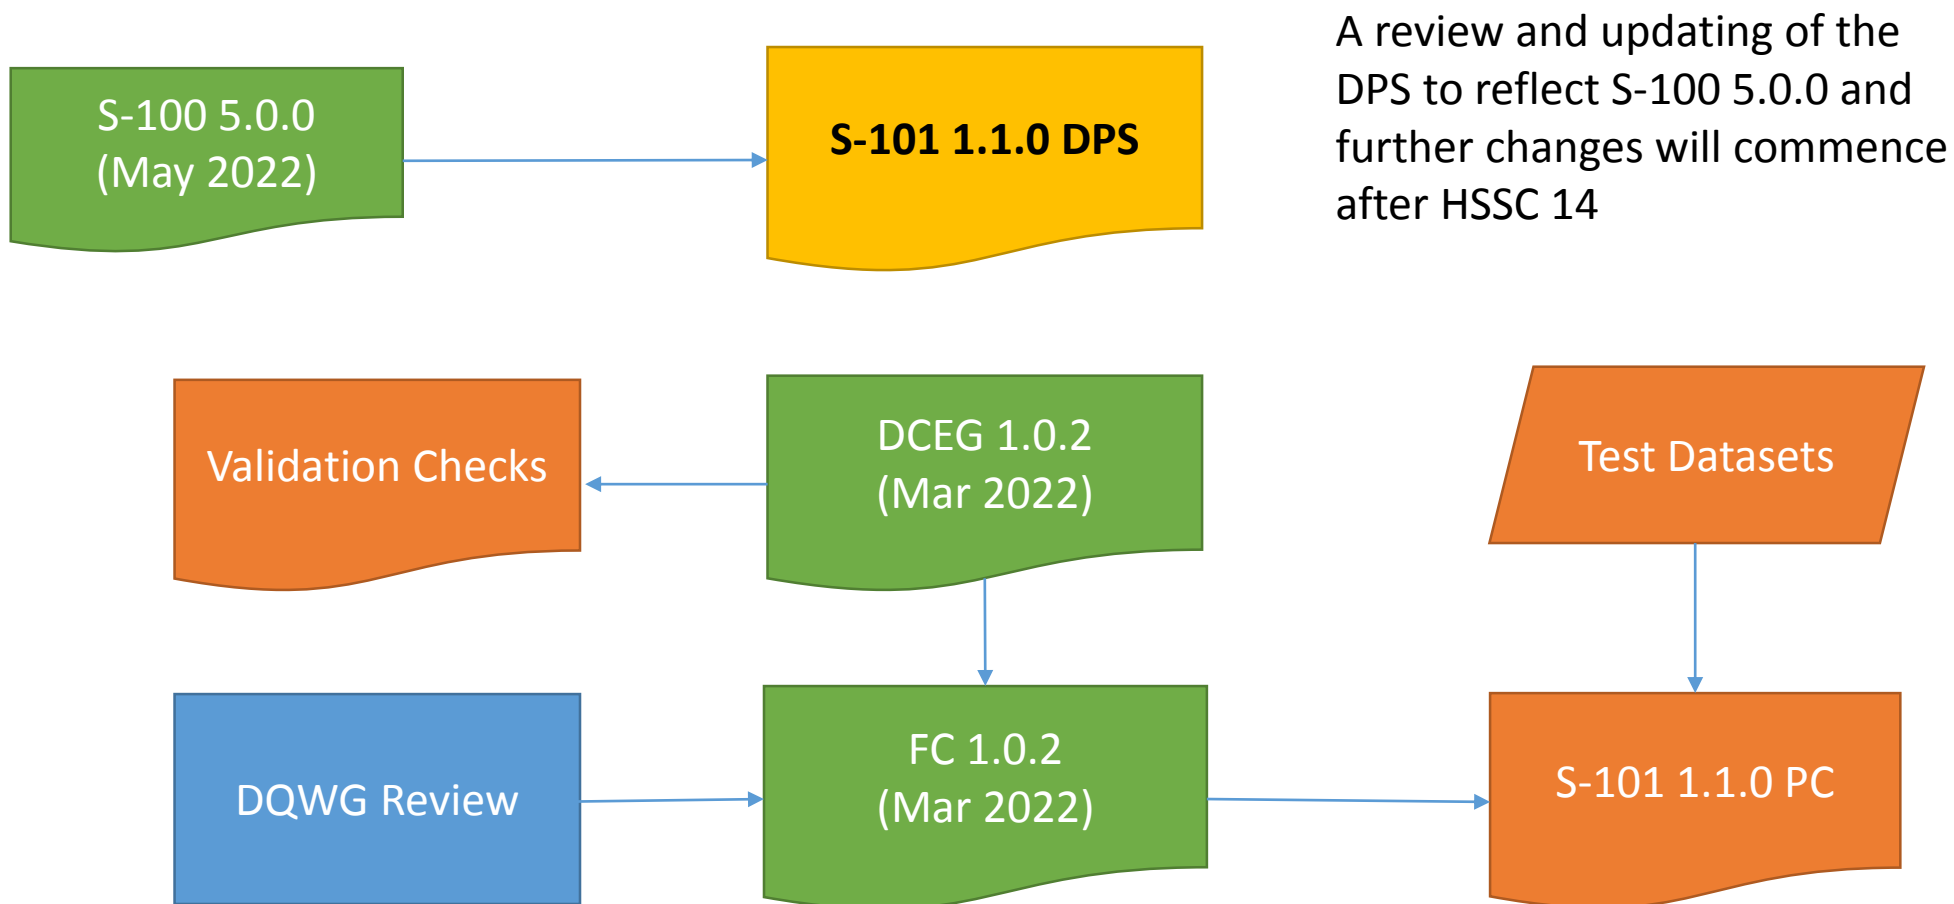 S-100 5.0.0
(May 2022)
S-101 1.1.0 DPS
A review and updating of the
DPS to reflect S-100 5.0.0 and
further changes will commence
after HSSC 14
Validation Checks
DCEG 1.0.2
(Mar 2022)
Test Datasets
DQWG Review
FC 1.0.2
(Mar 2022)
S-101 1.1.0 PC